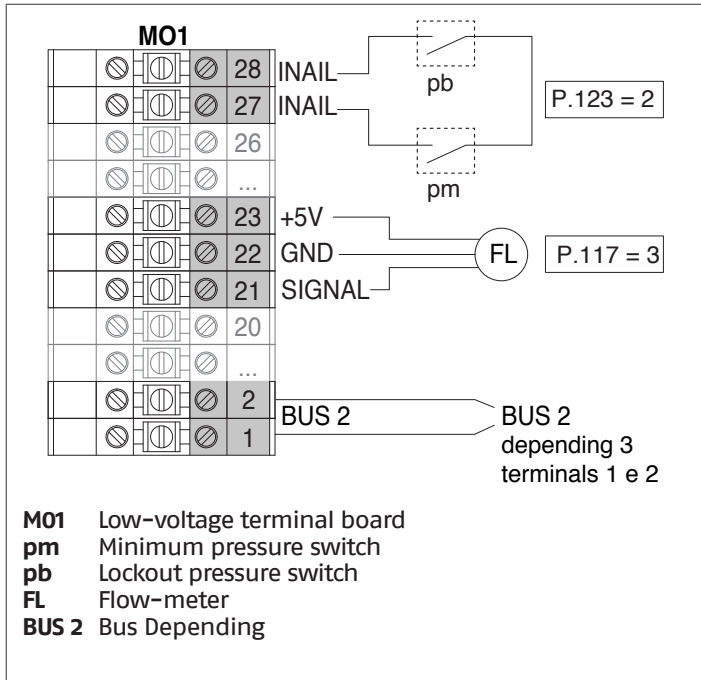 MO1
28 INAIL
pb
27 INAIL
P.123 = 2
26
pm
...
23 +5V
22 GND
FL
P.117 = 3
21 SIGNAL
20
...
2
BUS 2
1
BUS 2
depending 3
terminals 1 e 2
M01 Low-voltage terminal board
pm Minimum pressure switch
pb Lockout pressure switch
FL Flow-meter
BUS 2 Bus Depending